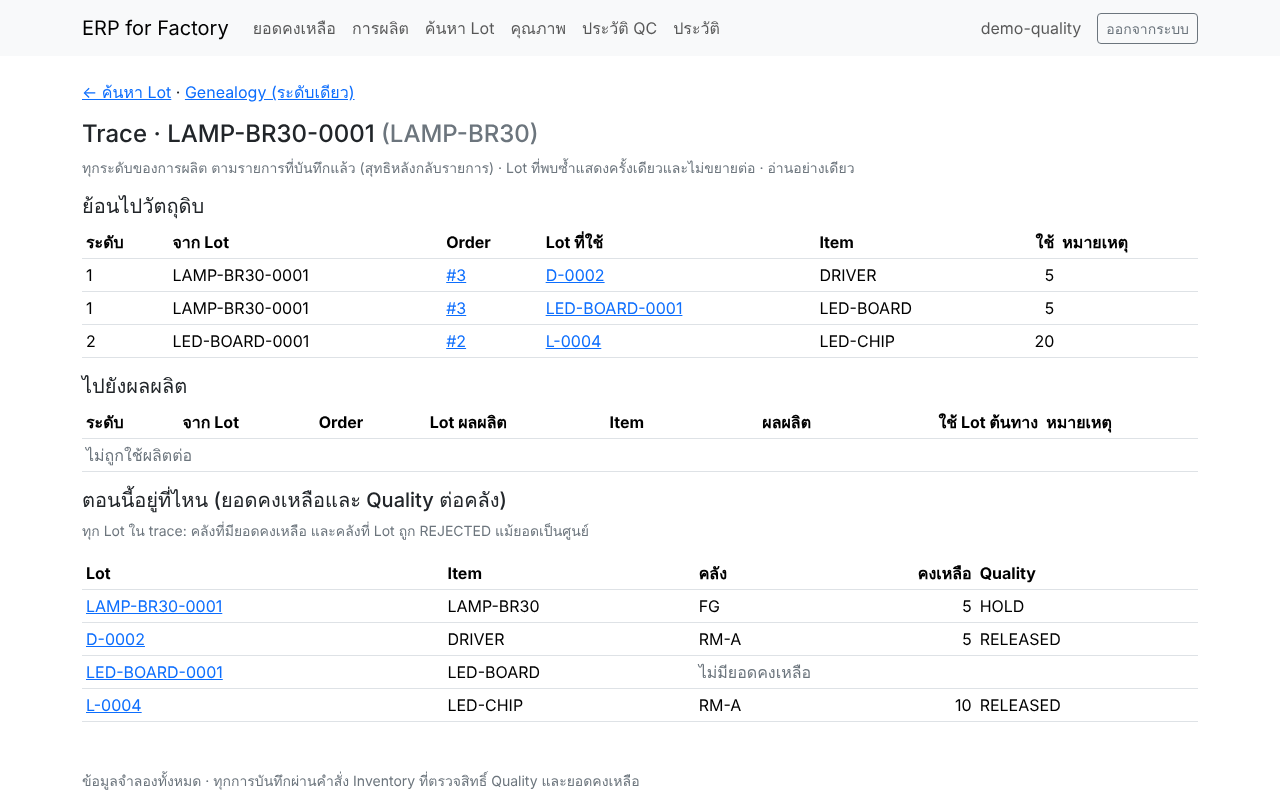 ERP for Factory ยอดคงเหลือ การผลิต ค้นหา Lot คุณภาพ ประวัติ QC ประวัติ demo-quality ออกจากระบบ
← ค้นหา Lot · Genealogy (ระดับเดียว)
Trace · LAMP-BR30-0001 (LAMP-BR30)
ทุกระดับของการผลิต ตามรายการที่บันทึกแล้ว (สุทธิหลังกลับรายการ) · Lot ที่พบซ้ำแสดงครั้งเดียวและไม่ขยายต่อ · อ่านอย่างเดียว
ย้อนไปวัตถุดิบ
ระดับ จาก Lot Order Lot ที่ใช้ Item ใช้ หมายเหตุ
1 LAMP-BR30-0001 #3 D-0002 DRIVER 5
1 LAMP-BR30-0001 #3 LED-BOARD-0001 LED-BOARD 5
2 LED-BOARD-0001 #2 L-0004 LED-CHIP 20
ไปยังผลผลิต
ระดับ จาก Lot Order Lot ผลผลิต Item ผลผลิต ใช้ Lot ต้นทาง หมายเหตุ
ไม่ถูกใช้ผลิตต่อ
ตอนนี้อยู่ที่ไหน (ยอดคงเหลือและ Quality ต่อคลัง)
ทุก Lot ใน trace: คลังที่มียอดคงเหลือ และคลังที่ Lot ถูก REJECTED แม้ยอดเป็นศูนย์
Lot Item คลัง คงเหลือ Quality
LAMP-BR30-0001 LAMP-BR30 FG 5 HOLD
D-0002 DRIVER RM-A 5 RELEASED
LED-BOARD-0001 LED-BOARD ไม่มียอดคงเหลือ
L-0004 LED-CHIP RM-A 10 RELEASED
ข้อมูลจำลองทั้งหมด · ทุกการบันทึกผ่านคำสั่ง Inventory ที่ตรวจสิทธิ์ Quality และยอดคงเหลือ